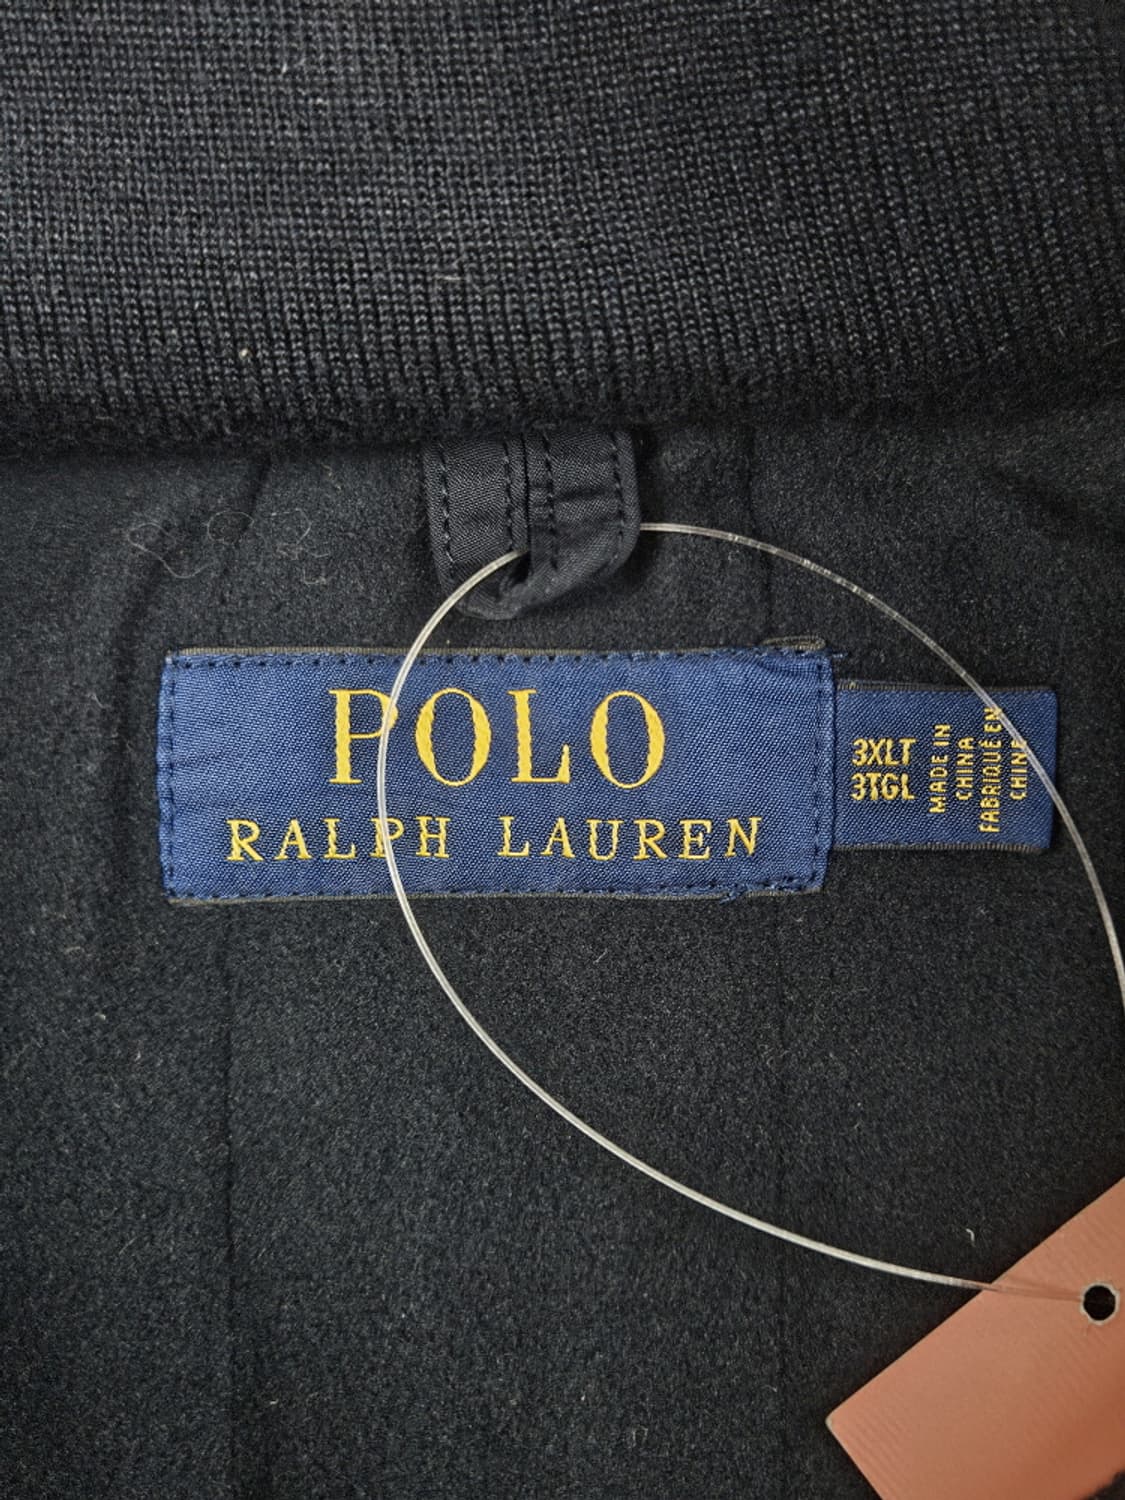 POLO
RALPH LAUREN
3XLT
3TGL
MADE IN
CHINA
FABRIQUÉ EN
CHINE